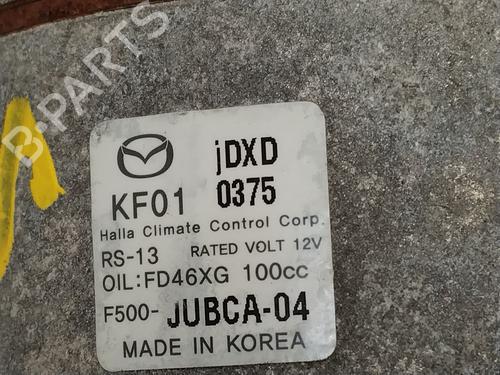 B-PARTS
jDXD
KF01 0375
Halla Climate Control Corp.
RS-13 RATED VOLT 12V
OIL:FD46XG 100cc
F500-JUBCA-04
MADE IN KOREA